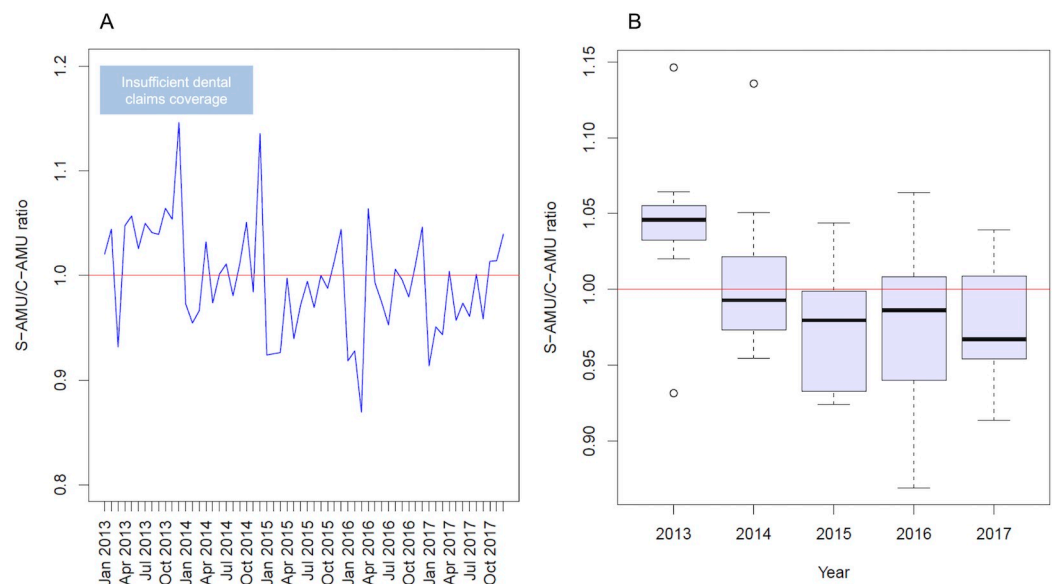 A
S-AMU/C-AMU ratio
1.2
1.1
1.0
0.9
0.8
Insufficient dental
claims coverage
Jan 2013
Apr 2013
Jul 2013
Oct 2013
Jan 2014
Apr 2014
Jul 2014
Oct 2014
Jan 2015
Apr 2015
Jul 2015
Oct 2015
Jan 2016
Apr 2016
Jul 2016
Oct 2016
Jan 2017
Apr 2017
Jul 2017
Oct 2017
B
S-AMU/C-AMU ratio
1.15
1.10
1.05
1.00
0.95
0.90
2013
2014
2015
2016
2017
Year